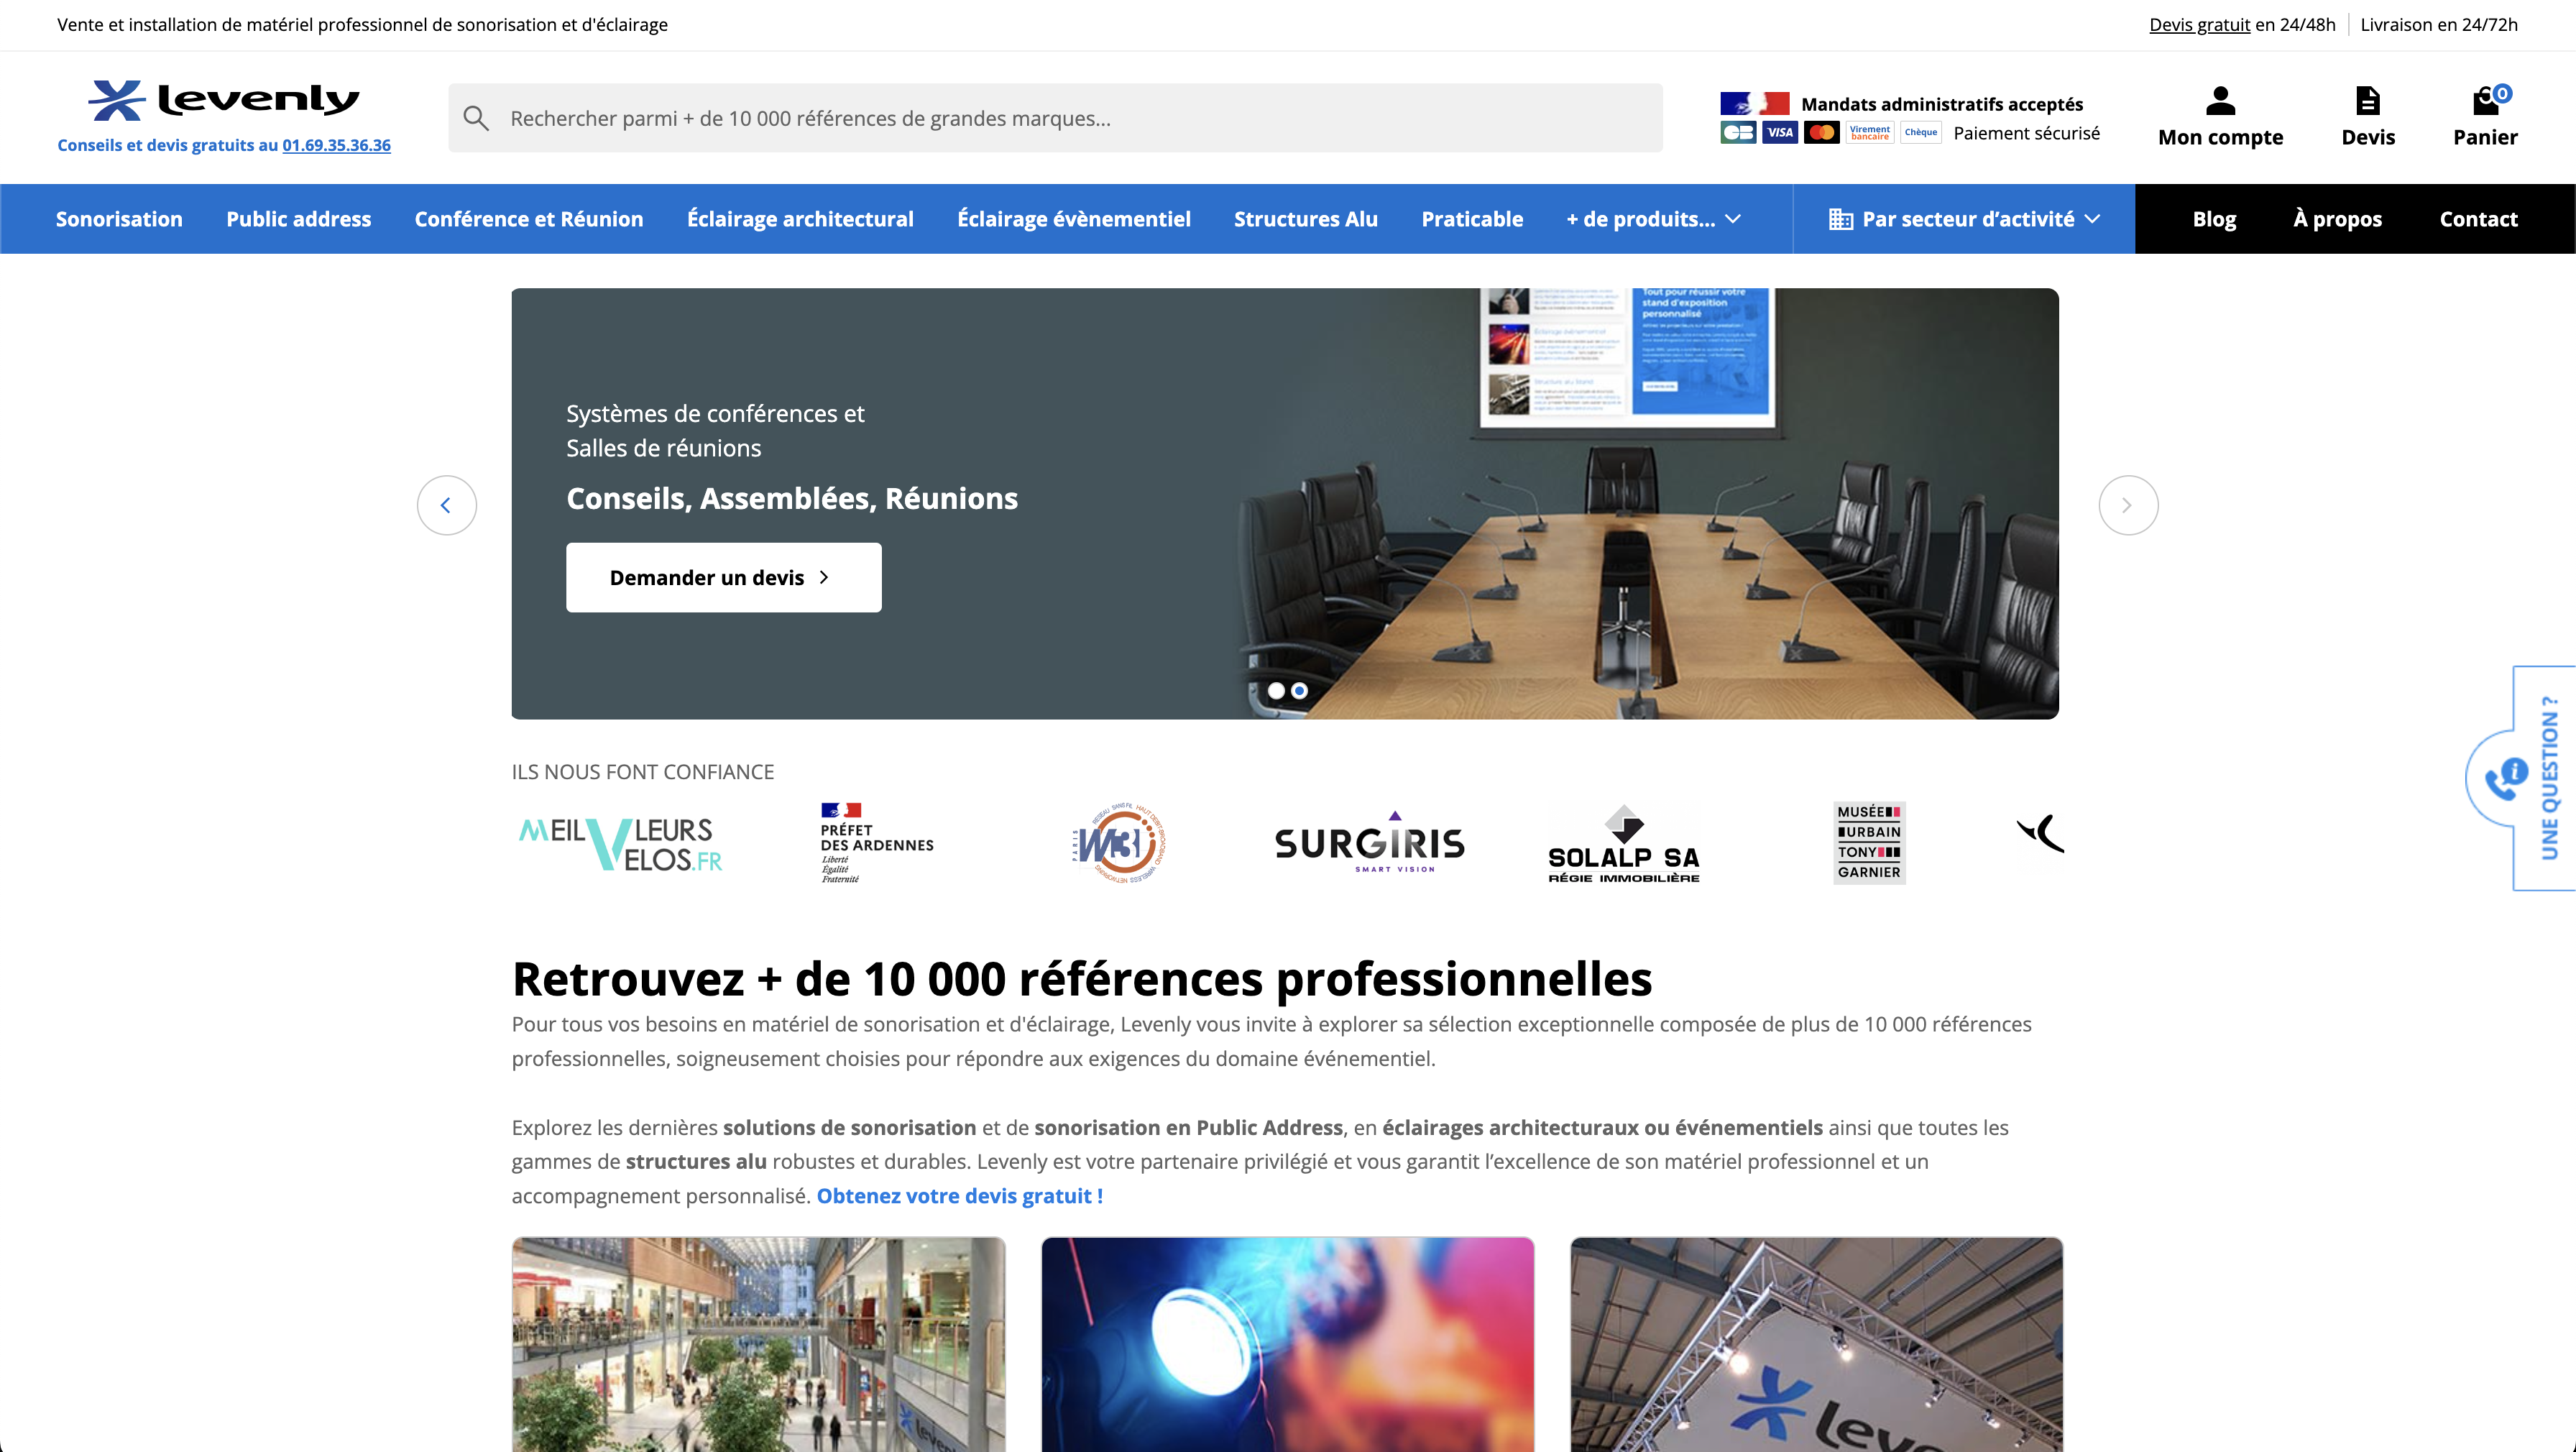 Vente et installation de matériel professionnel de sonorisation et d'éclairage
Devis gratuit en 24/48h
Livraison en 24/72h
levenly
Conseils et devis gratuits au 01.69.35.36.36
Rechercher parmi + de 10 000 références de grandes marques...
Mandats administratifs acceptés
CB VISA Virement bancaire Chèque Paiement sécurisé
Mon compte
Devis
0
Panier
Sonorisation
Public address
Conférence et Réunion
Éclairage architectural
Éclairage évènementiel
Structures Alu
Praticable
+ de produits...
Par secteur d’activité
Blog
À propos
Contact
Tout pour réussir votre
stand d'exposition
personnalisé
Systèmes de conférences et
Salles de réunions
Conseils, Assemblées, Réunions
Demander un devis
UNE QUESTION ?
ILS NOUS FONT CONFIANCE
MEILLEURS
VELOS.FR
PRÉFET
DES ARDENNES
Liberté
Égalité
Fraternité
PARIS
W3I
SURGIRIS
SMART VISION
SOLALP SA
RÉGIE IMMOBILIÈRE
MUSÉE
URBAIN
TONY
GARNIER
Retrouvez + de 10 000 références professionnelles
Pour tous vos besoins en matériel de sonorisation et d'éclairage, Levenly vous invite à explorer sa sélection exceptionnelle composée de plus de 10 000 références
professionnelles, soigneusement choisies pour répondre aux exigences du domaine événementiel.
Explorez les dernières solutions de sonorisation et de sonorisation en Public Address, en éclairages architecturaux ou événementiels ainsi que toutes les
gammes de structures alu robustes et durables. Levenly est votre partenaire privilégié et vous garantit l’excellence de son matériel professionnel et un
accompagnement personnalisé. Obtenez votre devis gratuit !